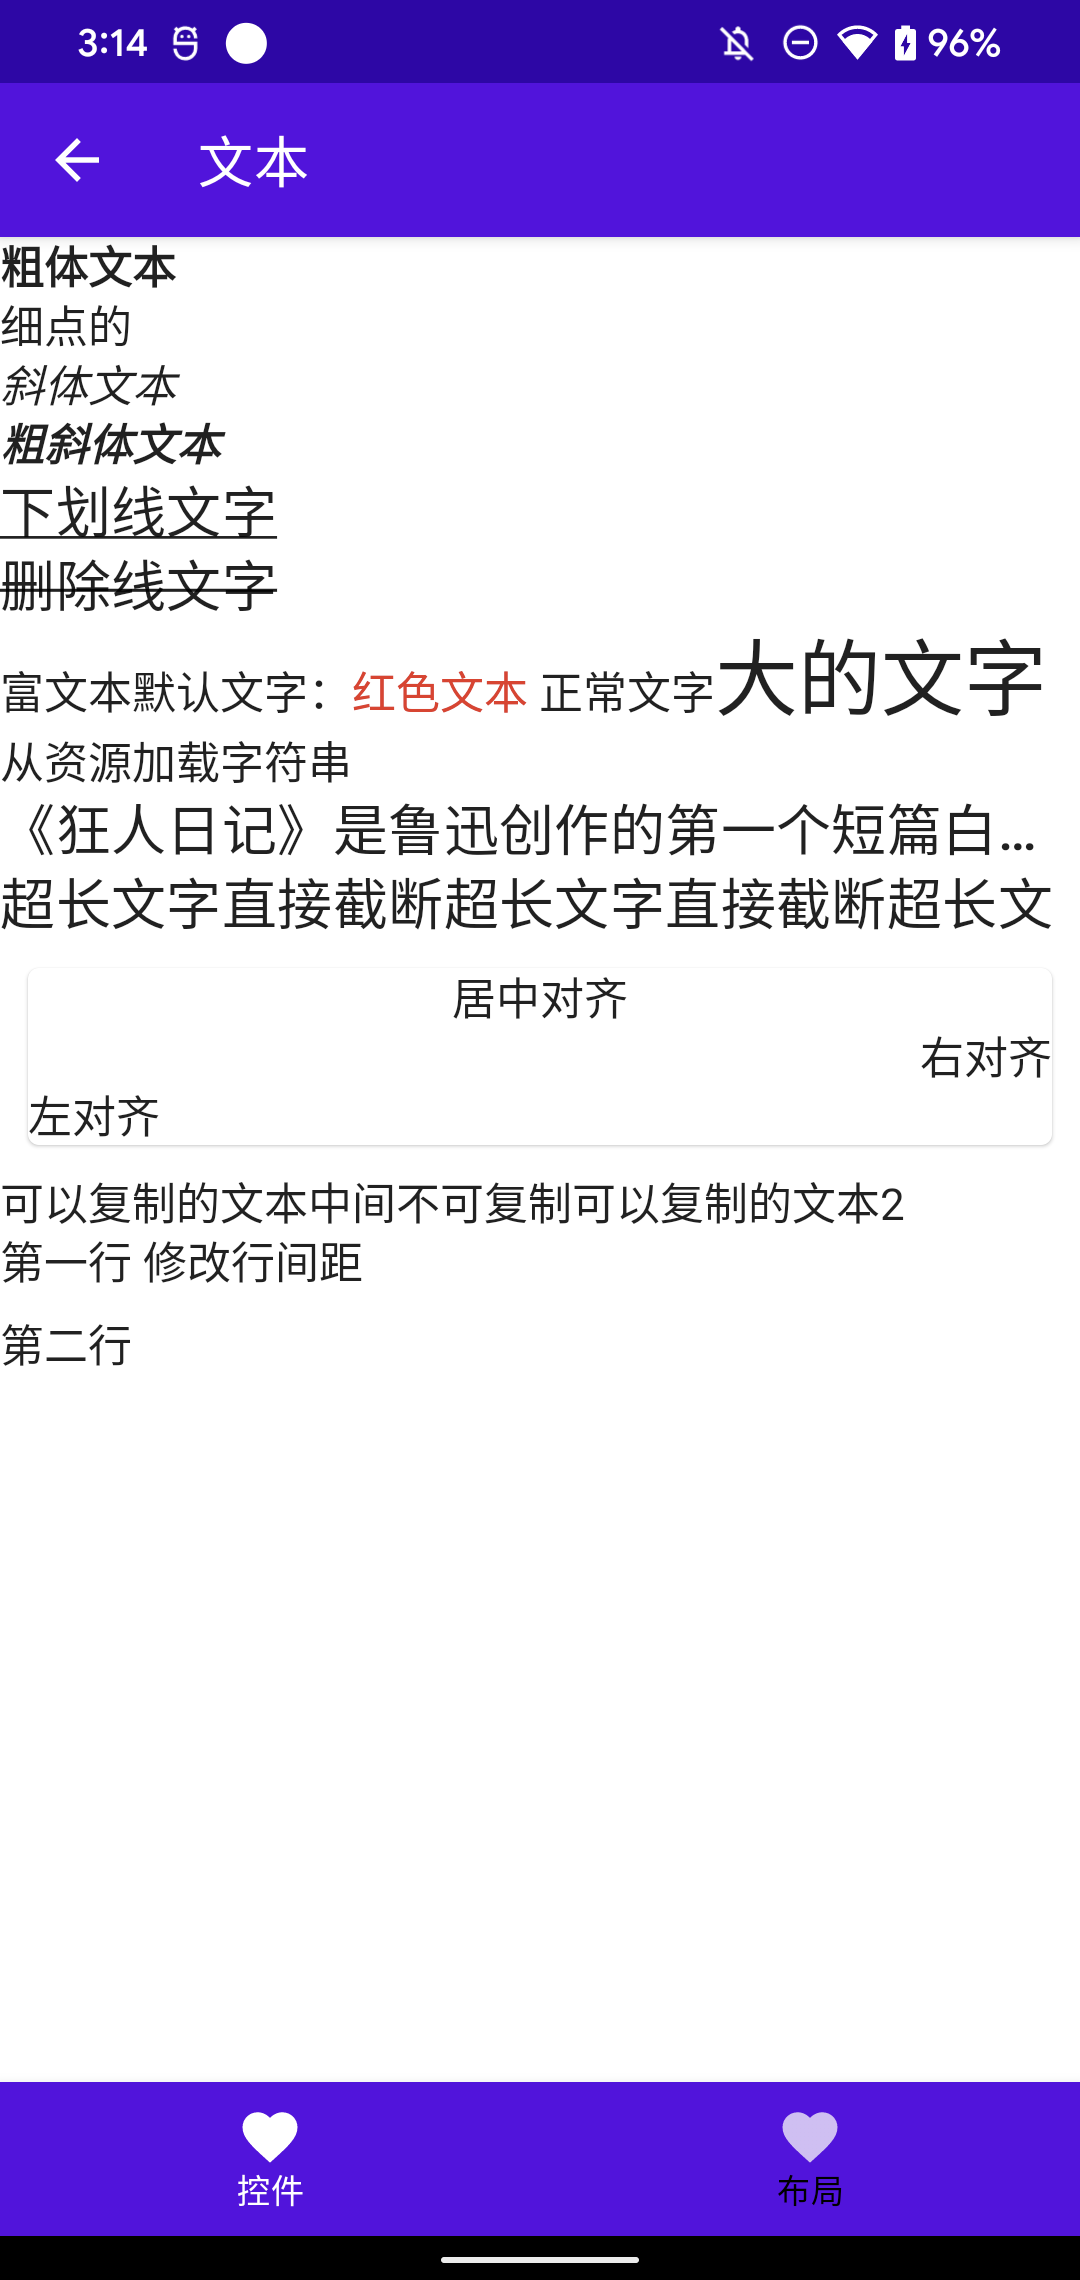 3:14 96%
文本
粗体文本
细点的
斜体文本
粗斜体文本
下划线文字
删除线文字
富文本默认文字：红色文本 正常文字大的文字
从资源加载字符串
《狂人日记》是鲁迅创作的第一个短篇白...
超长文字直接截断超长文字直接截断超长文
居中对齐
右对齐
左对齐
可以复制的文本中间不可复制可以复制的文本2
第一行 修改行间距
第二行
控件 布局